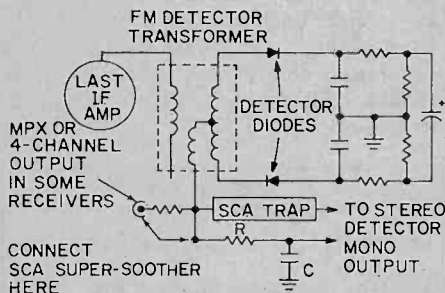 FM DETECTOR
TRANSFORMER
LAST
I.F.
AMP
DETECTOR
DIODES
+
MPX OR
4-CHANNEL
OUTPUT
IN SOME
RECEIVERS
SCA TRAP
TO STEREO
DETECTOR
MONO
OUTPUT
R
C
CONNECT
SCA SUPER-SOOTHER
HERE